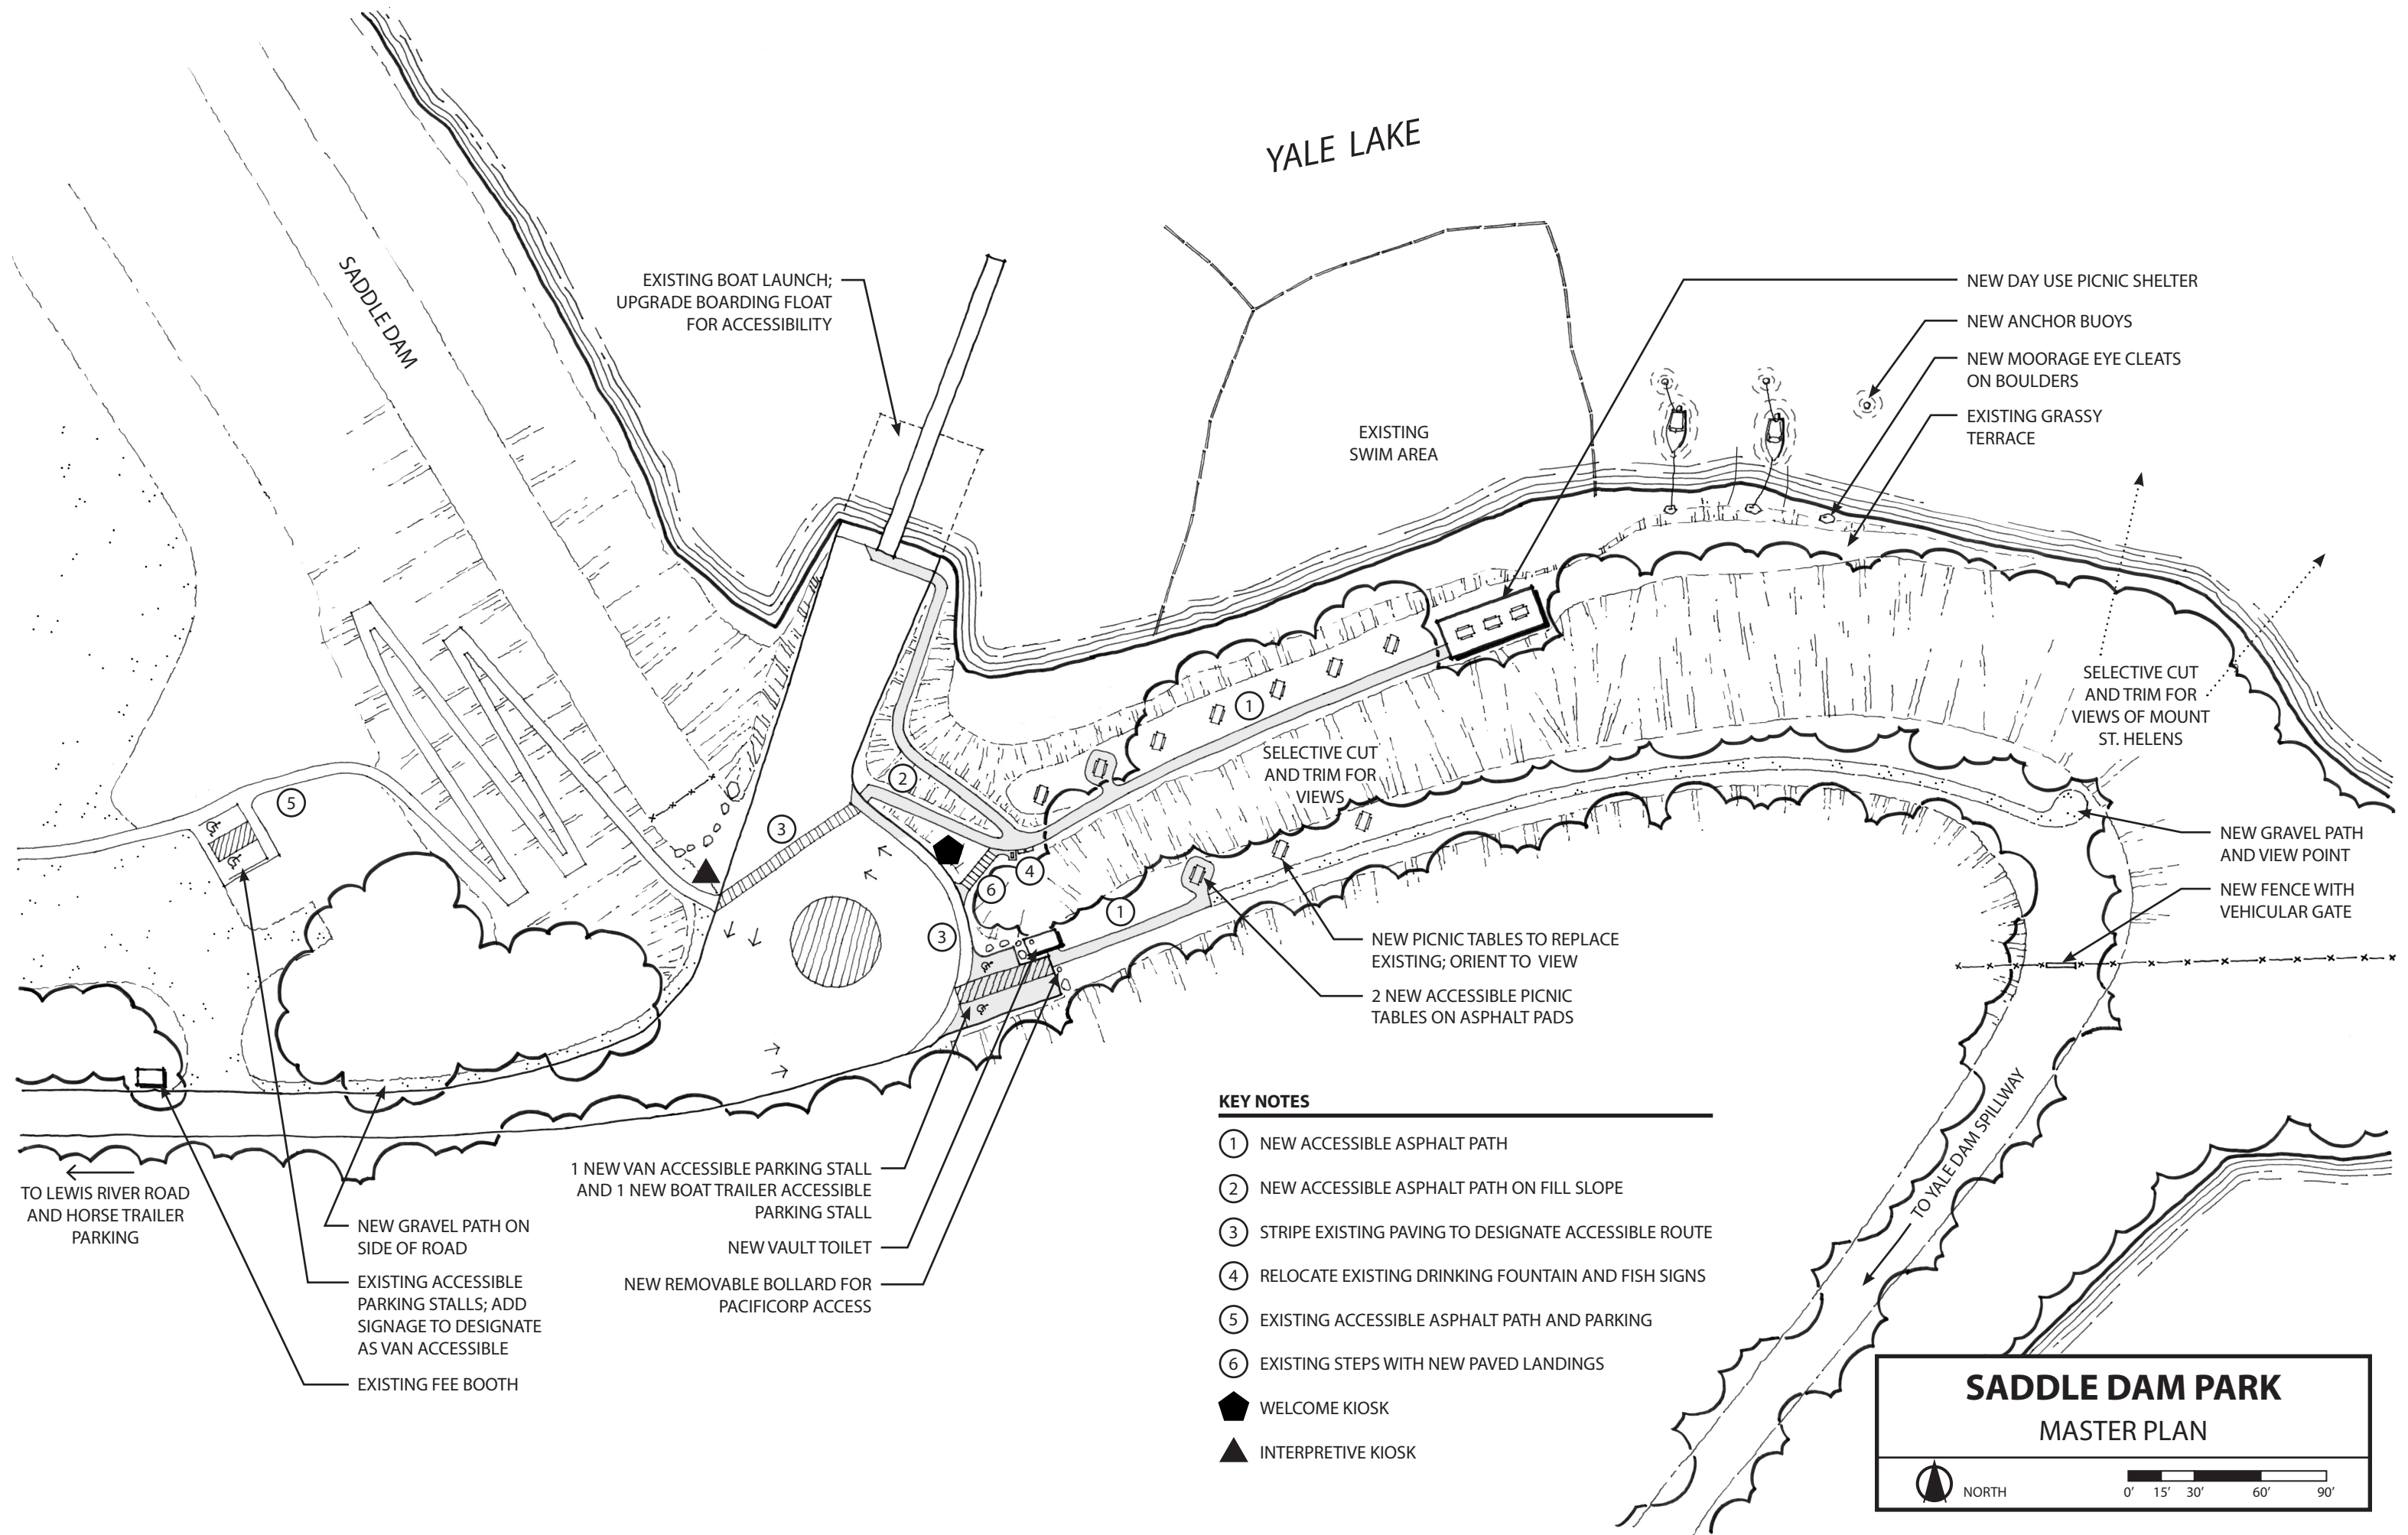 YALE LAKE
SADDLE DAM
EXISTING BOAT LAUNCH;
UPGRADE BOARDING FLOAT
FOR ACCESSIBILITY
NEW DAY USE PICNIC SHELTER
NEW ANCHOR BUOYS
NEW MOORAGE EYE CLEATS
ON BOULDERS
EXISTING GRASSY
TERRACE
EXISTING
SWIM AREA
SELECTIVE CUT
AND TRIM FOR
VIEWS OF MOUNT
ST. HELENS
1
SELECTIVE CUT
AND TRIM FOR
VIEWS
2
5
3
4
6
1
3
NEW GRAVEL PATH
AND VIEW POINT
NEW FENCE WITH
VEHICULAR GATE
NEW PICNIC TABLES TO REPLACE
EXISTING; ORIENT TO VIEW
2 NEW ACCESSIBLE PICNIC
TABLES ON ASPHALT PADS
TO YALE DAM SPILLWAY
TO LEWIS RIVER ROAD
AND HORSE TRAILER
PARKING
NEW GRAVEL PATH ON
SIDE OF ROAD
EXISTING ACCESSIBLE
PARKING STALLS; ADD
SIGNAGE TO DESIGNATE
AS VAN ACCESSIBLE
EXISTING FEE BOOTH
1 NEW VAN ACCESSIBLE PARKING STALL
AND 1 NEW BOAT TRAILER ACCESSIBLE
PARKING STALL
NEW VAULT TOILET
NEW REMOVABLE BOLLARD FOR
PACIFICORP ACCESS
KEY NOTES
1 NEW ACCESSIBLE ASPHALT PATH
2 NEW ACCESSIBLE ASPHALT PATH ON FILL SLOPE
3 STRIPE EXISTING PAVING TO DESIGNATE ACCESSIBLE ROUTE
4 RELOCATE EXISTING DRINKING FOUNTAIN AND FISH SIGNS
5 EXISTING ACCESSIBLE ASPHALT PATH AND PARKING
6 EXISTING STEPS WITH NEW PAVED LANDINGS
WELCOME KIOSK
INTERPRETIVE KIOSK
SADDLE DAM PARK
MASTER PLAN
NORTH
0' 15' 30' 60' 90'